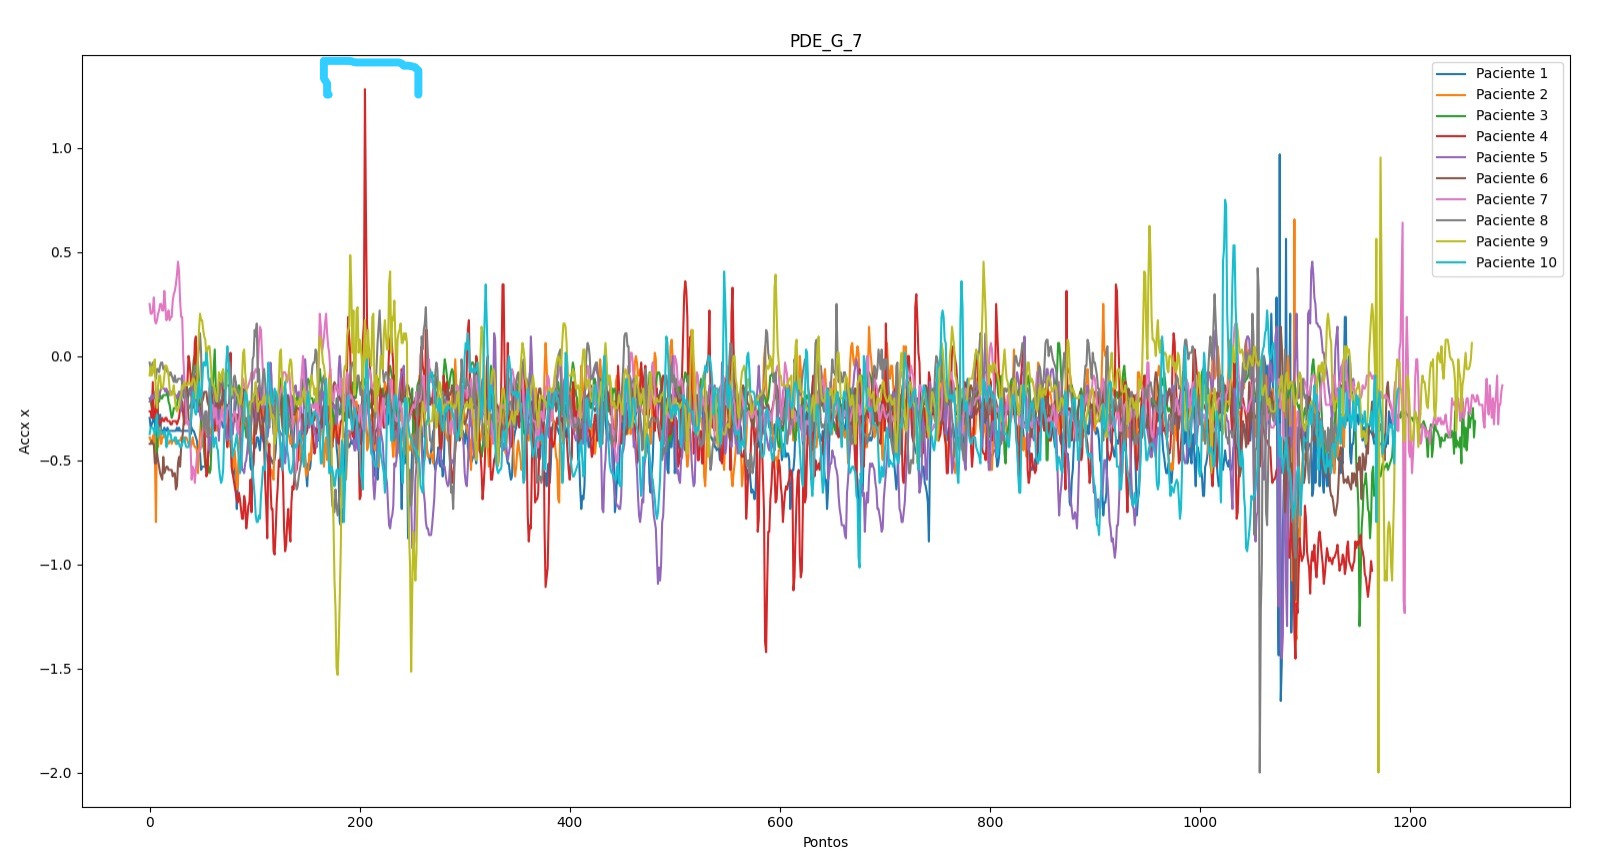 PDE_G_7
Paciente 1
Paciente 2
Paciente 3
Paciente 4
Paciente 5
Paciente 6
Paciente 7
Paciente 8
Paciente 9
Paciente 10
1.0
0.5
0.0
−0.5
−1.0
−1.5
−2.0
Accx x
0 200 400 600 800 1000 1200
Pontos